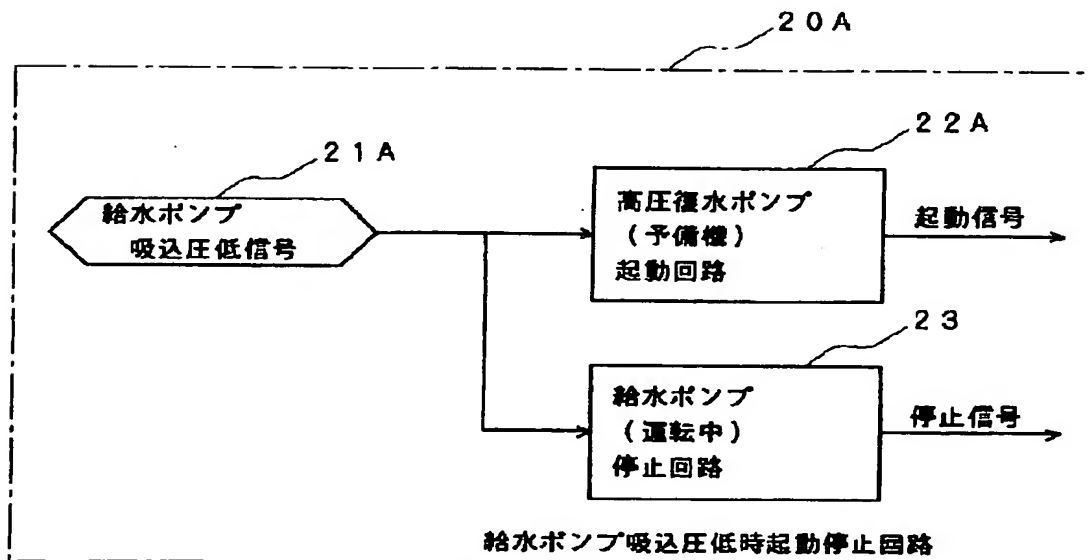 ２０Ａ
２１Ａ
給水ポンプ
吸込圧低信号
２２Ａ
高圧復水ポンプ
（予備機）
起動回路
起動信号
２３
給水ポンプ
（運転中）
停止回路
停止信号
給水ポンプ吸込圧低時起動停止回路